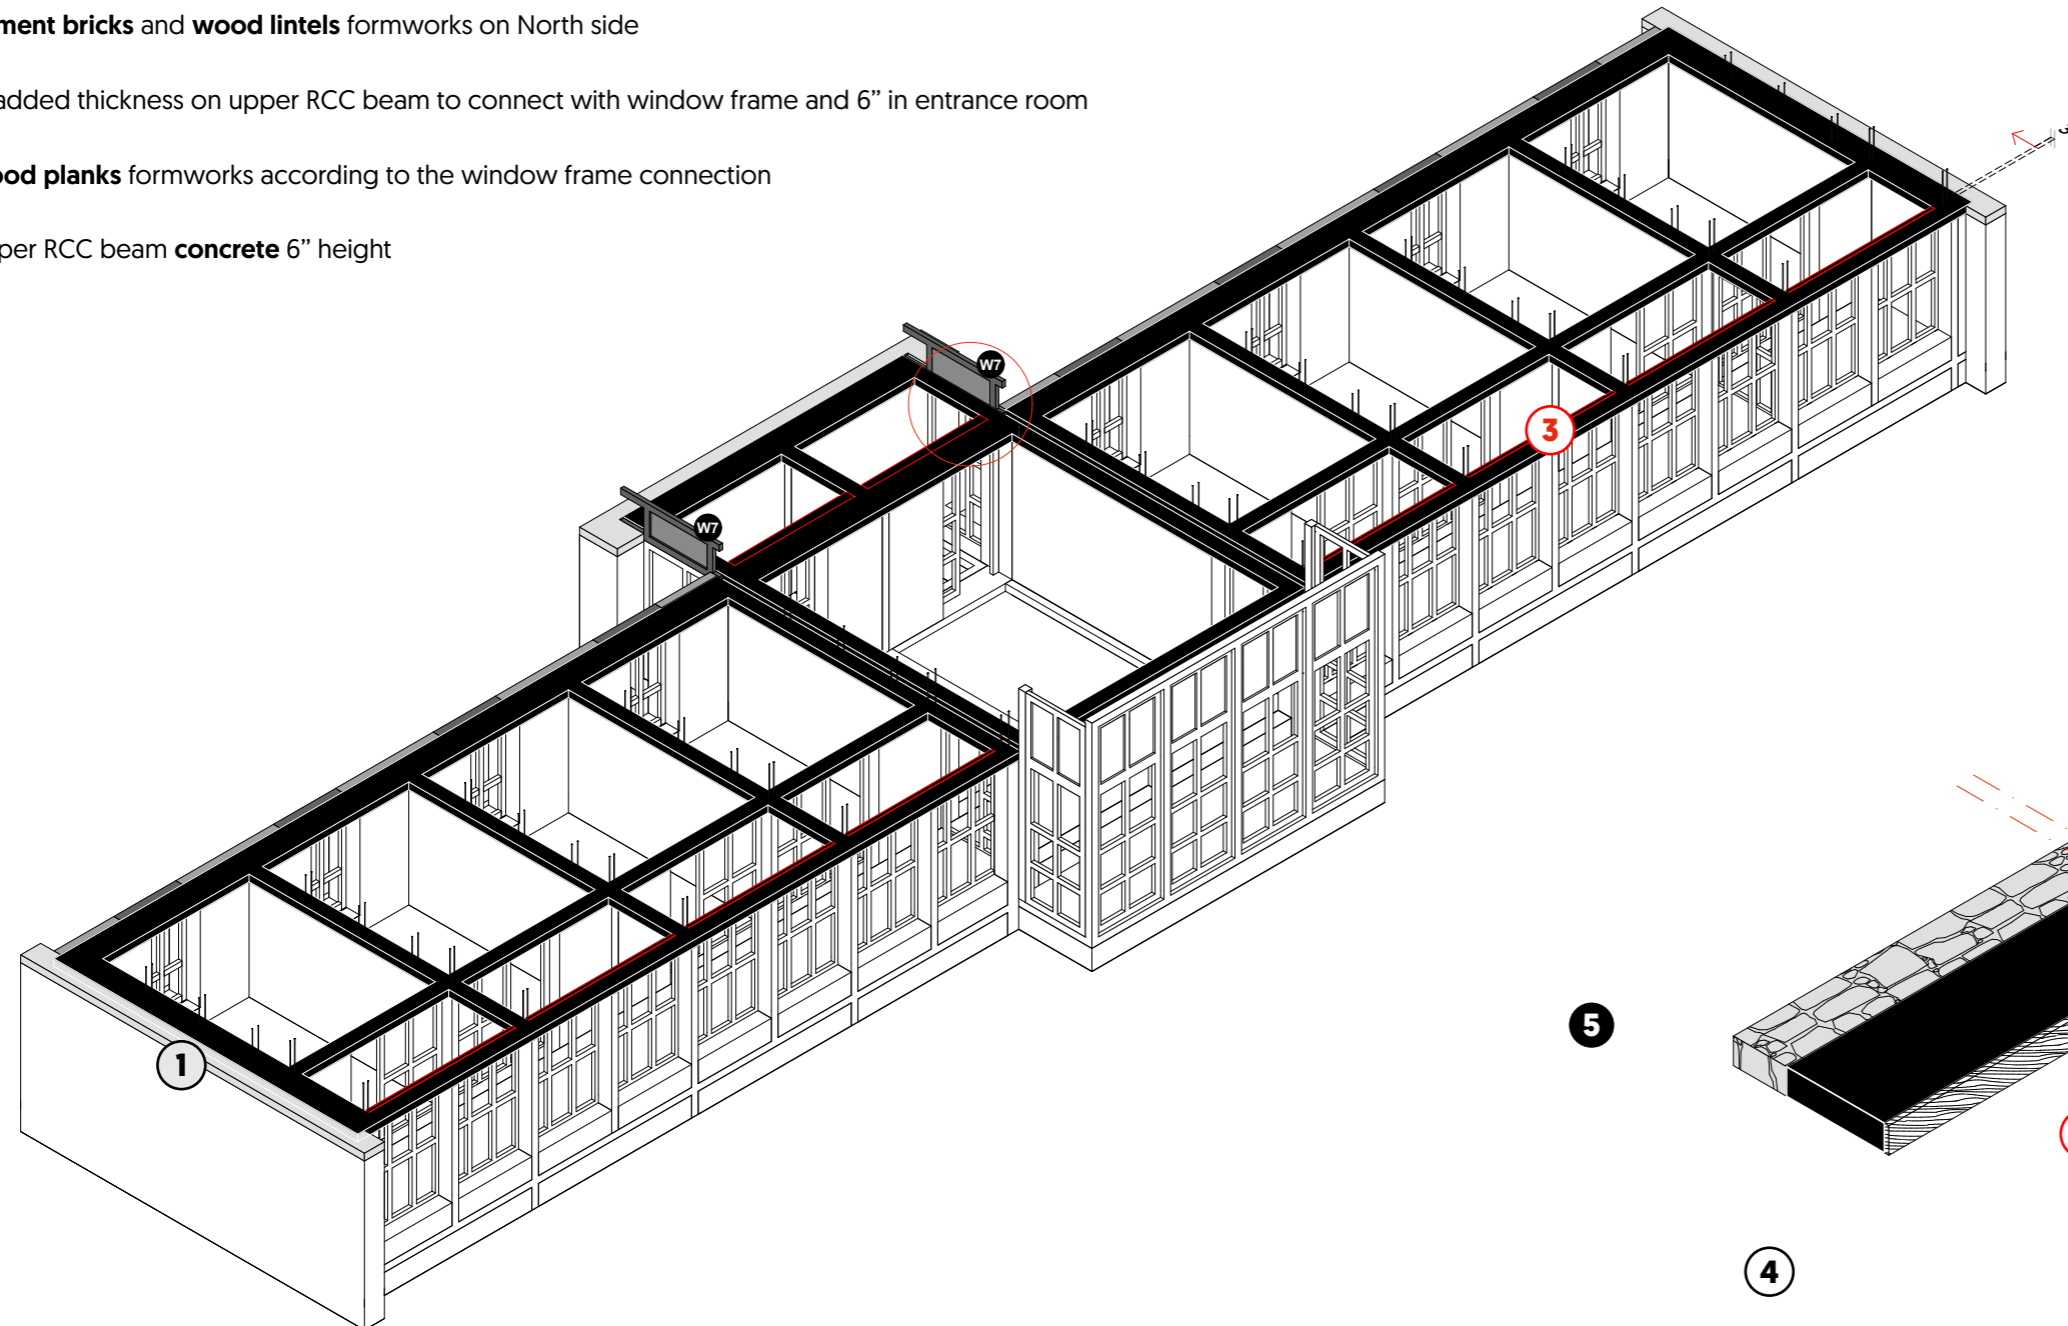 ment bricks and wood lintels formworks on North side
added thickness on upper RCC beam to connect with window frame and 6” in entrance room
ood planks formworks according to the window frame connection
per RCC beam concrete 6” height
W7
3
W7
5
1
4